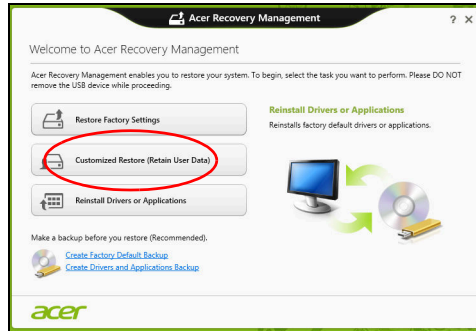 Acer Recovery Management
? X
Welcome to Acer Recovery Management
Acer Recovery Management enables you to restore your system. To begin, select the task you want to perform. Please DO NOT
remove the USB device while proceeding.
Restore Factory Settings
Customized Restore (Retain User Data)
Reinstall Drivers or Applications
Reinstall Drivers or Applications
Reinstalls factory default drivers or applications.
Make a backup before you restore (Recommended).
Create Factory Default Backup
Create Drivers and Applications Backup
acer